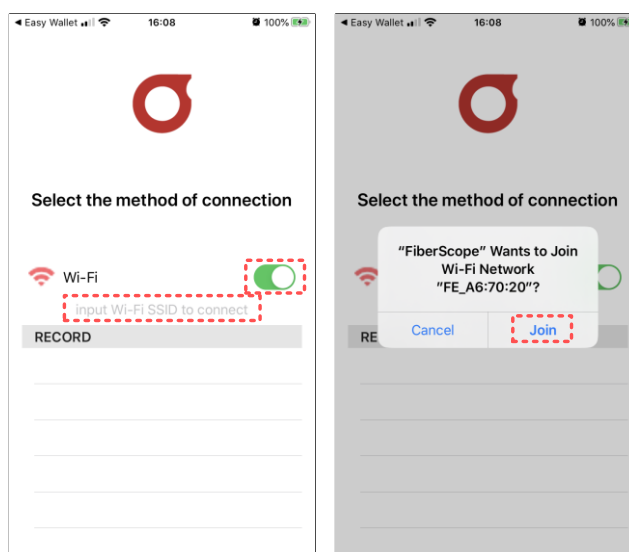 Easy Wallet
16:08
100%
Select the method of connection
Wi-Fi
input Wi-Fi SSID to connect
RECORD
Easy Wallet
16:08
100%
Select the method of connection
"FiberScope" Wants to Join
Wi-Fi Network
"FE_A6:70:20"?
Cancel
Join
RE